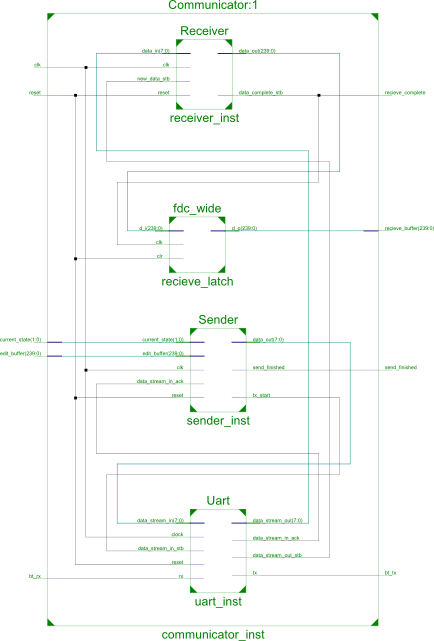 Communicator:1
Receiver
data_in(7:0) data_out(239:0)
clk clk
new_data_stb
reset reset data_complete_stb recieve_complete
receiver_inst
fdc_wide
d_i(239:0) d_o(239:0) recieve_buffer(239:0)
clk
clr
recieve_latch
Sender
current_state(1:0) current_state(1:0) data_out(7:0)
edit_buffer(239:0) edit_buffer(239:0)
clk send_finished send_finished
data_stream_in_ack
reset tx_start
sender_inst
Uart
data_stream_in(7:0) data_stream_out(7:0)
clock data_stream_in_ack
data_stream_in_stb data_stream_out_stb
reset
bt_rx rx tx bt_tx
uart_inst
communicator_inst